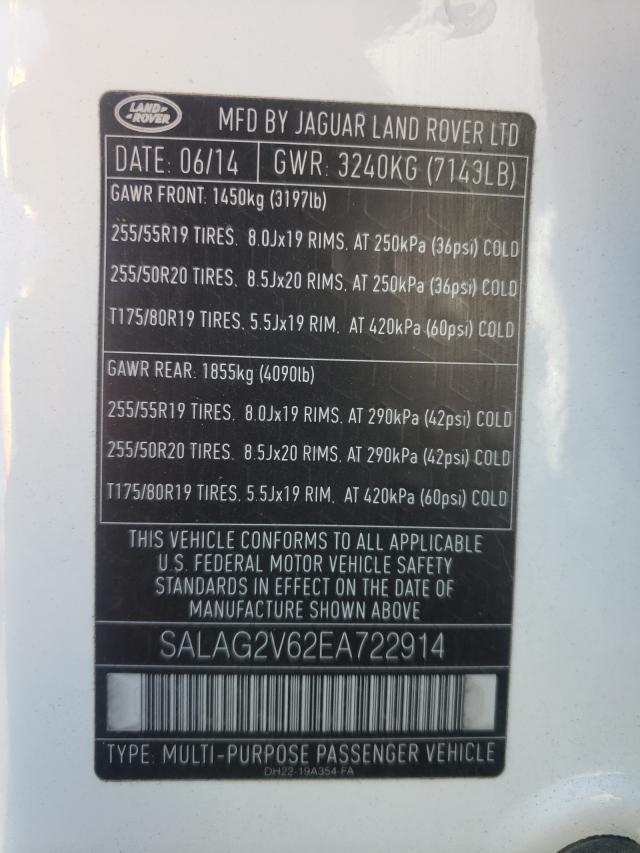 LAND ROVER
MFD BY JAGUAR LAND ROVER LTD
DATE: 06/14 GWR: 3240KG (7143LB)
GAWR FRONT: 1450kg (3197lb)
255/55R19 TIRES. 8.0Jx19 RIMS. AT 250kPa (36psi) COLD
255/50R20 TIRES. 8.5Jx20 RIMS. AT 250kPa (36psi) COLD
T175/80R19 TIRES. 5.5Jx19 RIM. AT 420kPa (60psi) COLD
GAWR REAR: 1855kg (4090lb)
255/55R19 TIRES. 8.0Jx19 RIMS. AT 290kPa (42psi) COLD
255/50R20 TIRES. 8.5Jx20 RIMS. AT 290kPa (42psi) COLD
T175/80R19 TIRES. 5.5Jx19 RIM. AT 420kPa (60psi) COLD
THIS VEHICLE CONFORMS TO ALL APPLICABLE
U.S. FEDERAL MOTOR VEHICLE SAFETY
STANDARDS IN EFFECT ON THE DATE OF
MANUFACTURE SHOWN ABOVE
SALAG2V62EA722914
TYPE: MULTI-PURPOSE PASSENGER VEHICLE
DH22-19A354-FA